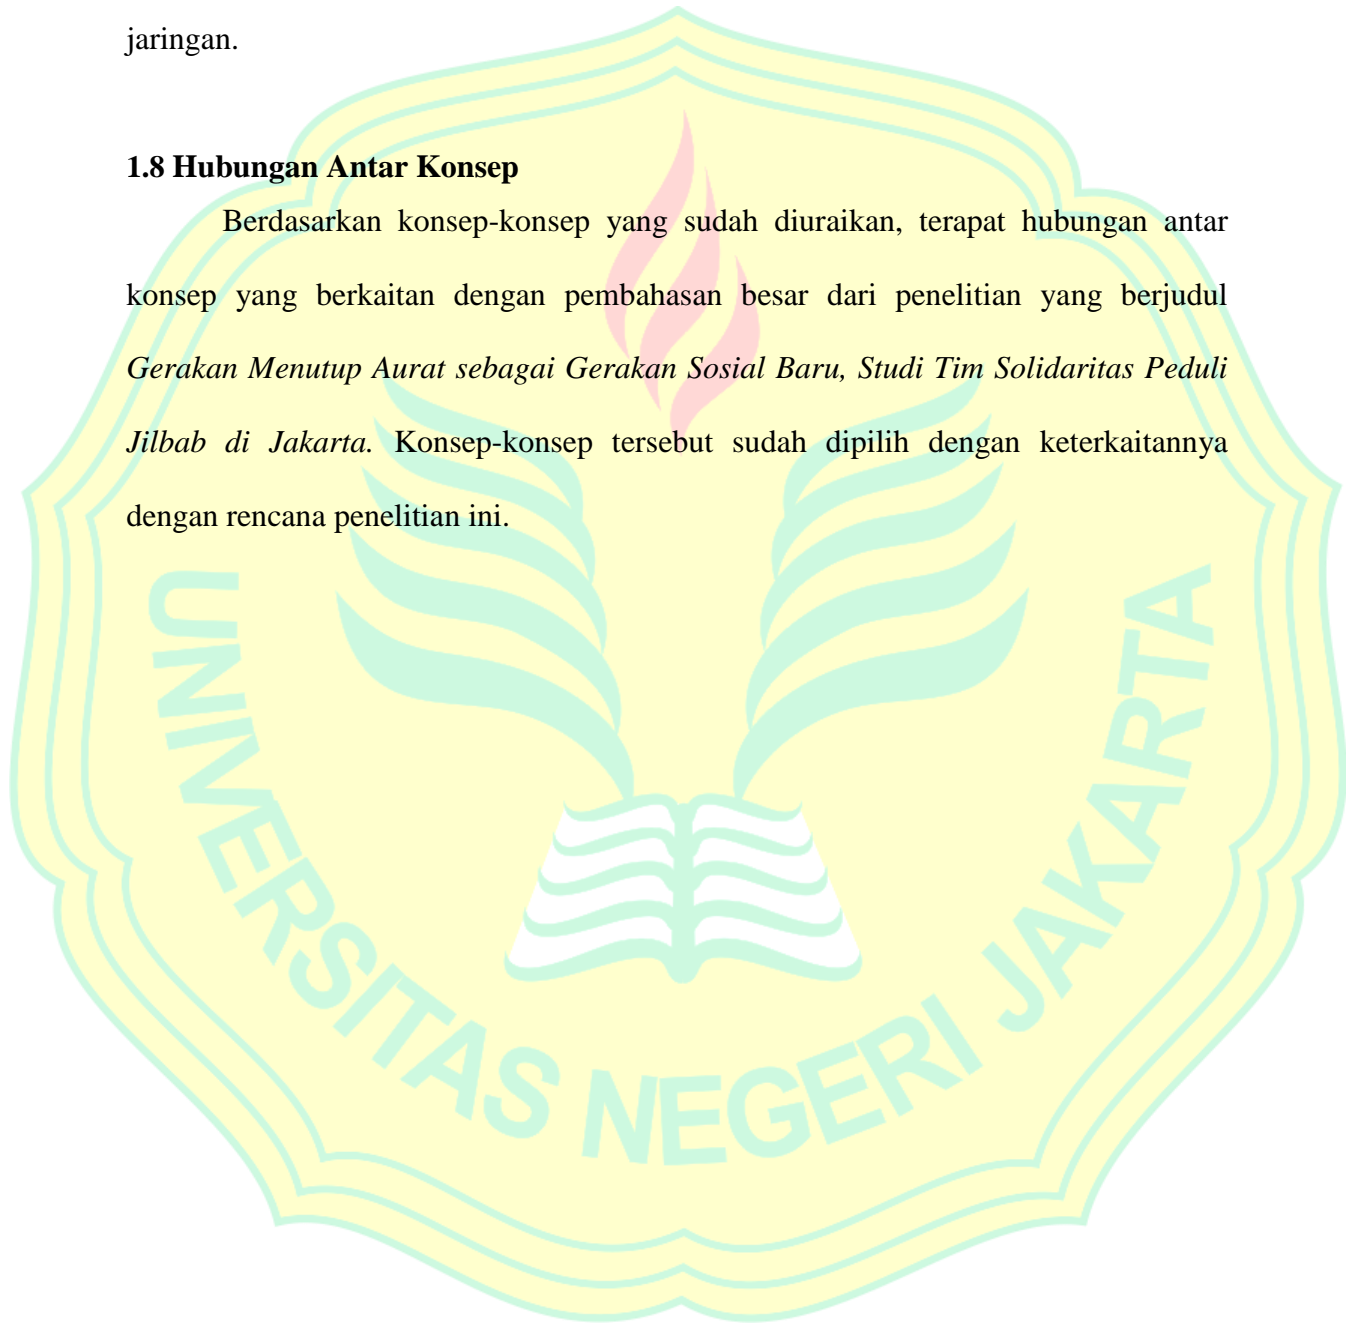 jaringan.
1.8 Hubungan Antar Konsep
Berdasarkan konsep-konsep yang sudah diuraikan, terapat hubungan antar
konsep yang berkaitan dengan pembahasan besar dari penelitian yang berjudul
Gerakan Menutup Aurat sebagai Gerakan Sosial Baru, Studi Tim Solidaritas Peduli
Jilbab di Jakarta. Konsep-konsep tersebut sudah dipilih dengan keterkaitannya
dengan rencana penelitian ini.
UNIVERSITAS NEGERI JAKARTA